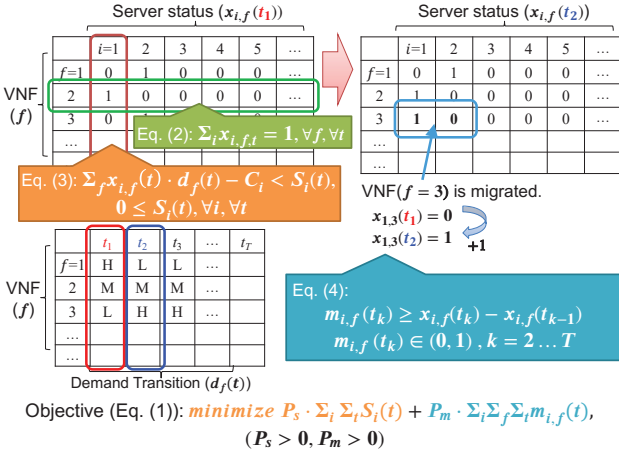 Server status (x_{i,f}(t_1))
Server status (x_{i,f}(t_2))
i=1 2 3 4 5 …
f=1 0 1 0 0 0 …
2 1 0 0 0 0 …
3 0 0 …
…
VNF (f)
i=1 2 3 4 5 …
f=1 0 1 0 0 0 …
2 1 0 0 0
3 1 0 0 0 0 …
…
Eq. (2): Σ_i x_{i,f,t} = 1, ∀f, ∀t
Eq. (3): Σ_f x_{i,f}(t) · d_f(t) − C_i < S_i(t),
0 ≤ S_i(t), ∀i, ∀t
VNF(f = 3) is migrated.
x_{1,3}(t_1) = 0
x_{1,3}(t_2) = 1
+1
t_1 t_2 t_3 … t_T
f=1 H L L
2 M M M
3 L H H
…
…
VNF (f)
Demand Transition (d_f(t))
Eq. (4):
m_{i,f}(t_k) ≥ x_{i,f}(t_k) − x_{i,f}(t_{k−1})
m_{i,f}(t_k) ∈ (0, 1) , k = 2 … T
Objective (Eq. (1)): minimize P_s · Σ_i Σ_t S_i(t) + P_m · Σ_i Σ_f Σ_t m_{i,f}(t),
(P_s > 0, P_m > 0)